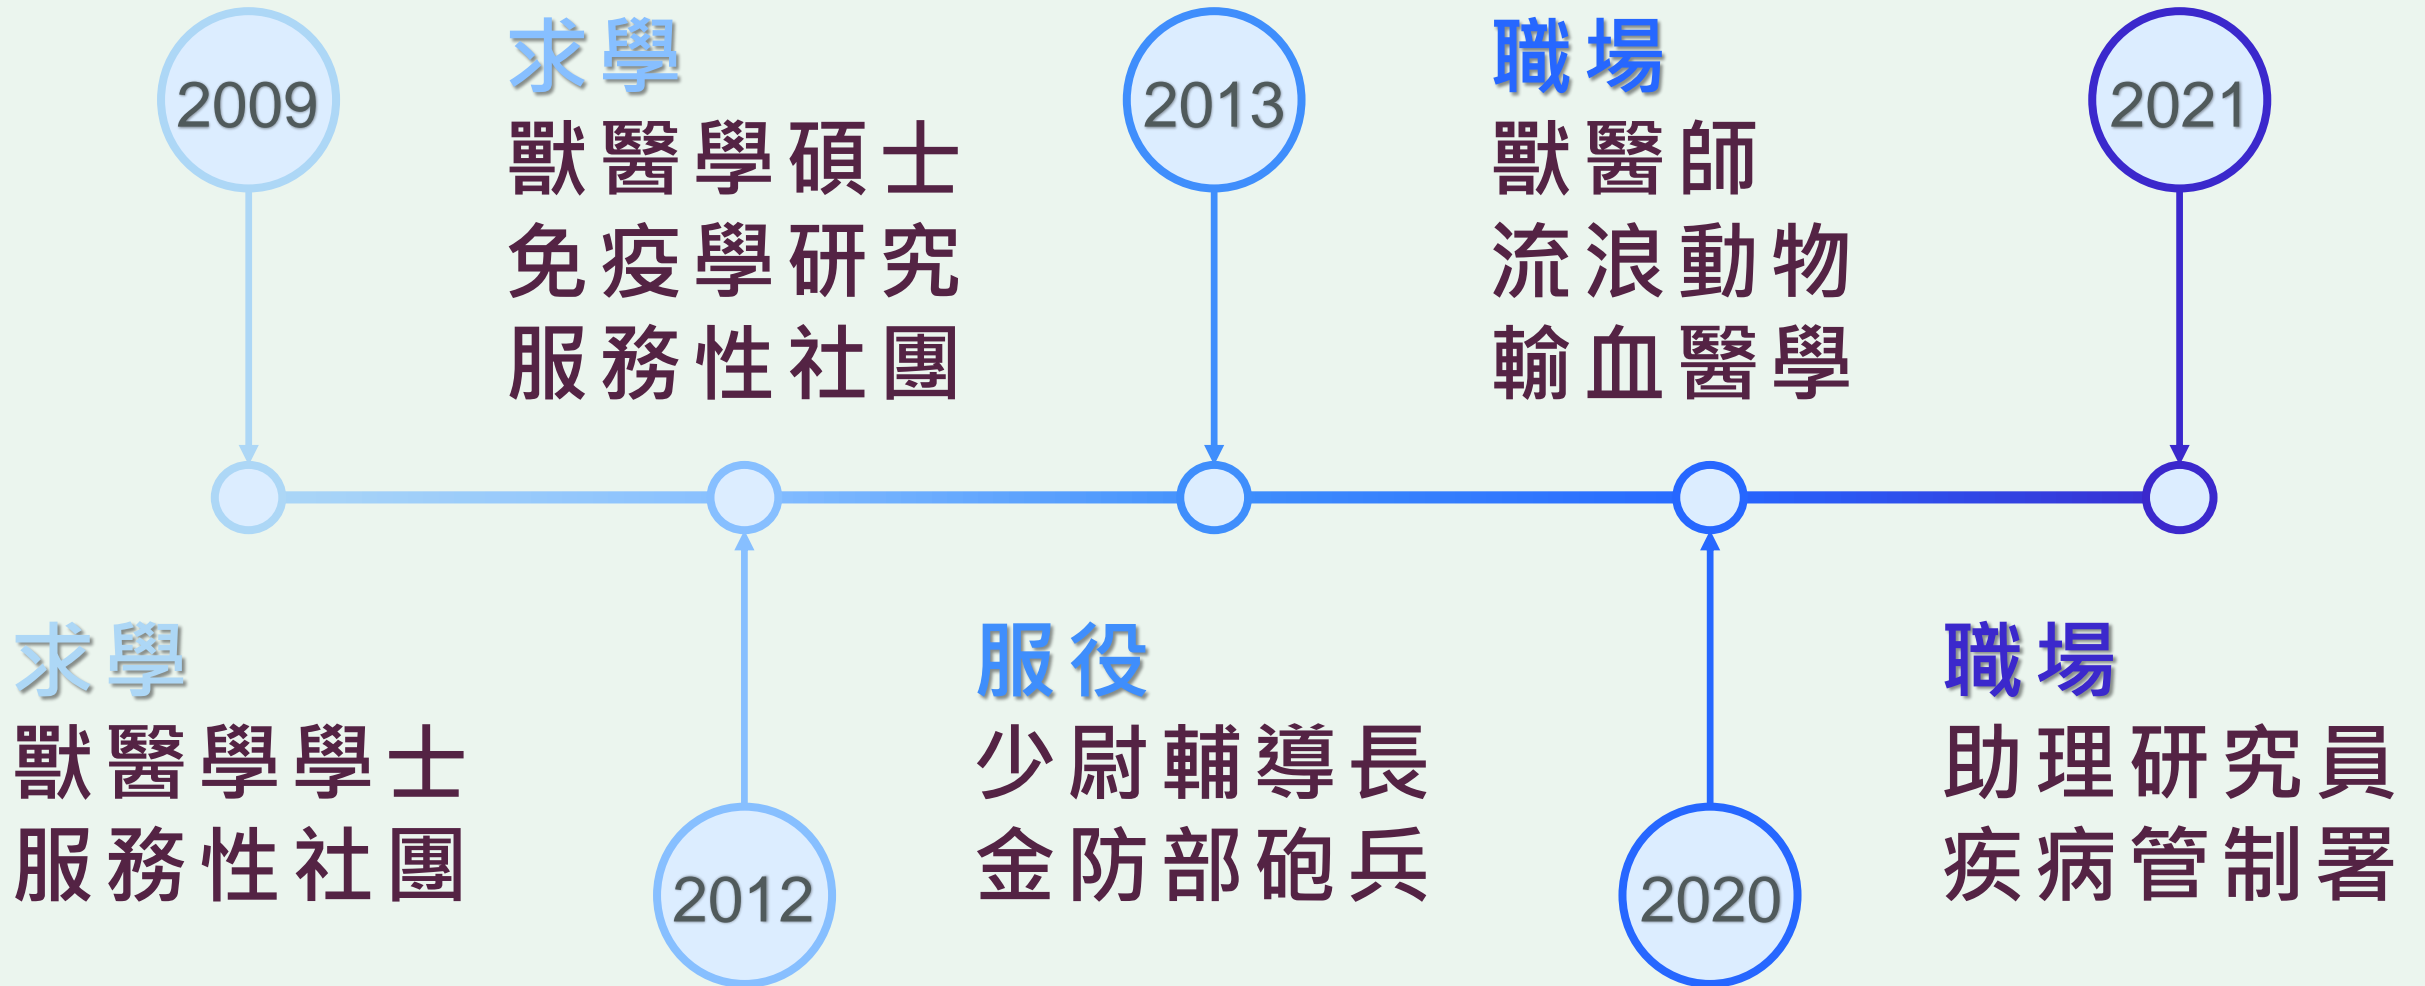 2009
求學
獸醫學學士
服務性社團
2012
求學
獸醫學碩士
免疫學研究
服務性社團
2013
服役
少尉輔導長
金防部砲兵
2020
職場
獸醫師
流浪動物
輸血醫學
2021
職場
助理研究員
疾病管制署